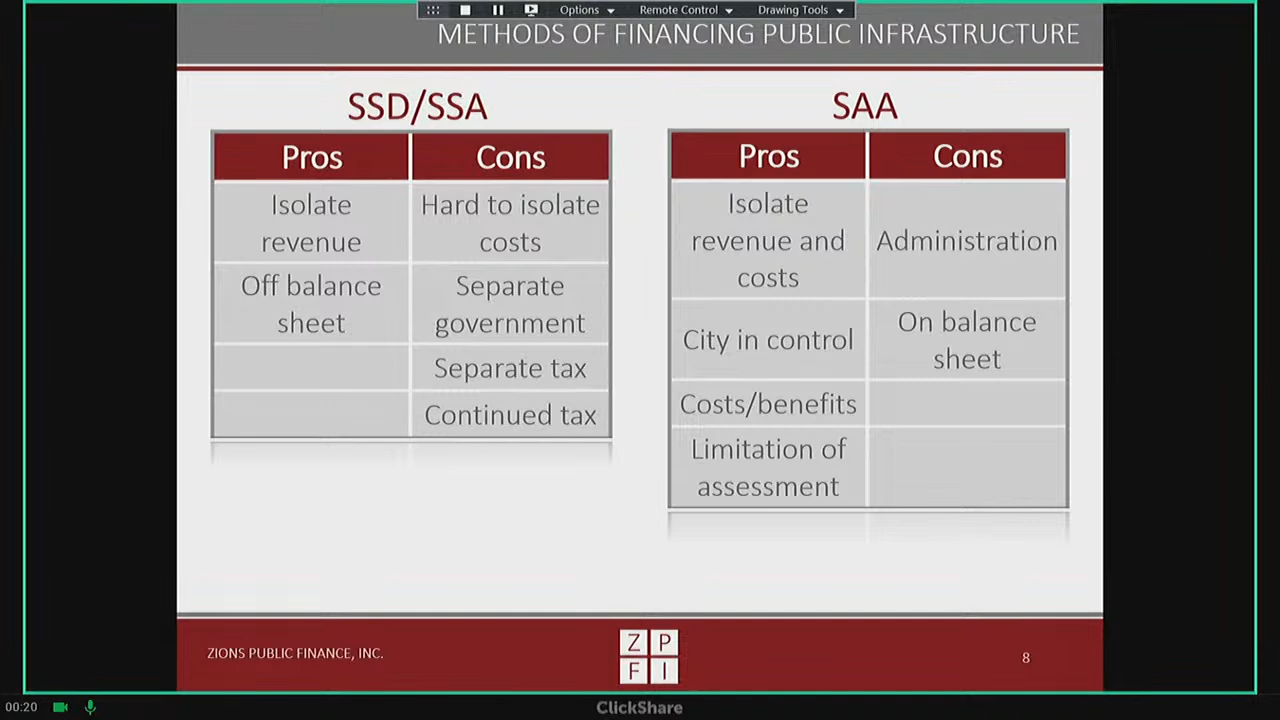 Options
Remote Control
Drawing Tools
METHODS OF FINANCING PUBLIC INFRASTRUCTURE
SSD/SSA
Pros
Cons
Isolate
revenue
Hard to isolate
costs
Off balance
sheet
Separate
government
Separate tax
Continued tax
SAA
Pros
Cons
Isolate
revenue and
costs
Administration
City in control
On balance
sheet
Costs/benefits
Limitation of
assessment
ZIONS PUBLIC FINANCE, INC.
Z P
F I
8
00:20
ClickShare